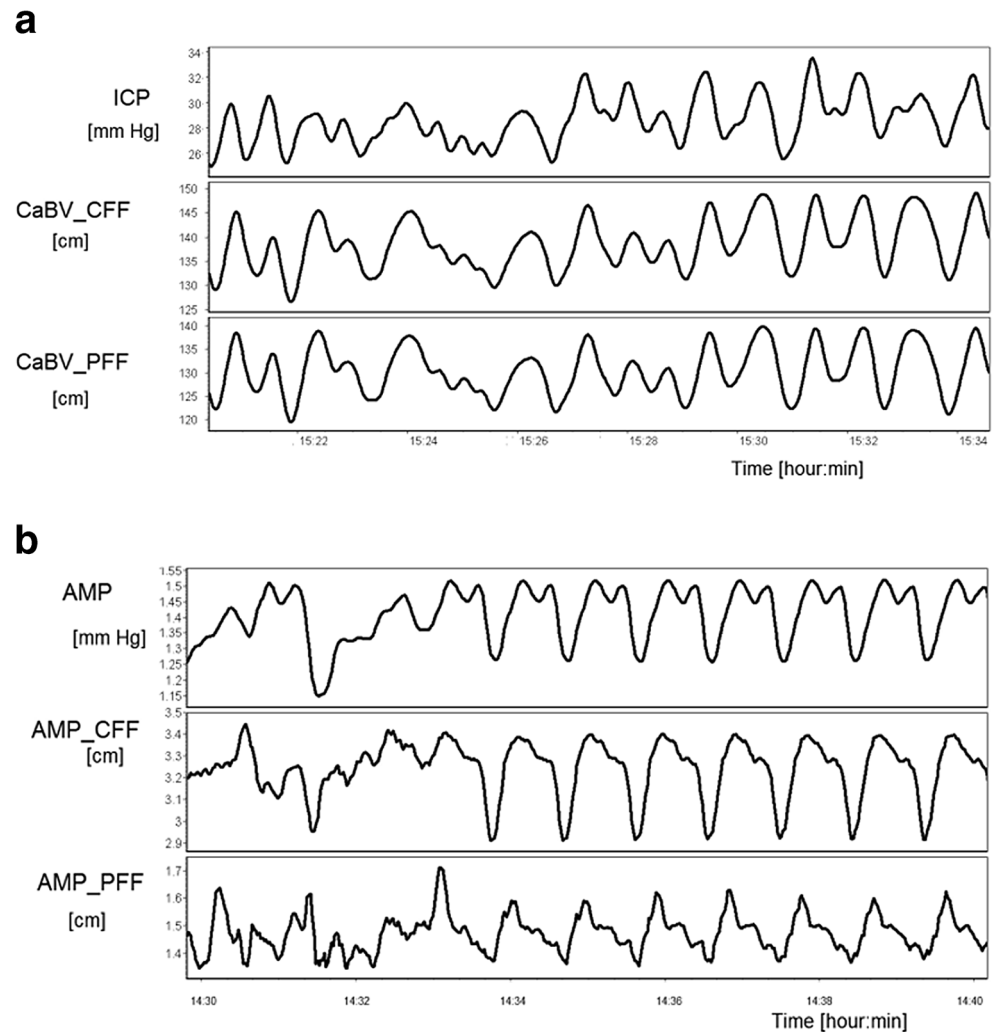 a
ICP
[mm Hg]
34
32
30
28
26
CaBV_CFF
[cm]
150
145
140
135
130
125
CaBV_PFF
[cm]
140
135
130
125
120
15:22 15:24 15:26 15:28 15:30 15:32 15:34
Time [hour:min]
b
AMP
[mm Hg]
1.55
1.5
1.45
1.4
1.35
1.3
1.25
1.2
1.15
AMP_CFF
[cm]
3.5
3.4
3.3
3.2
3.1
3
2.9
AMP_PFF
[cm]
1.7
1.6
1.5
1.4
14:30 14:32 14:34 14:36 14:38 14:40
Time [hour:min]